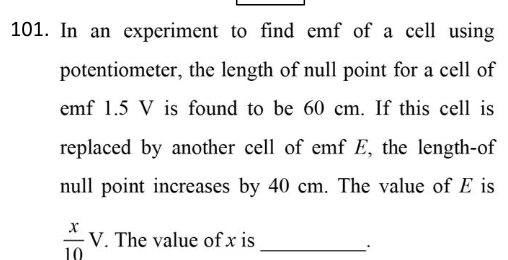 101. In an experiment to find emf of a cell using
potentiometer, the length of null point for a cell of
emf 1.5 V is found to be 60 cm. If this cell is
replaced by another cell of emf E, the length-of
null point increases by 40 cm. The value of E is
x/10 V. The value of x is ________.